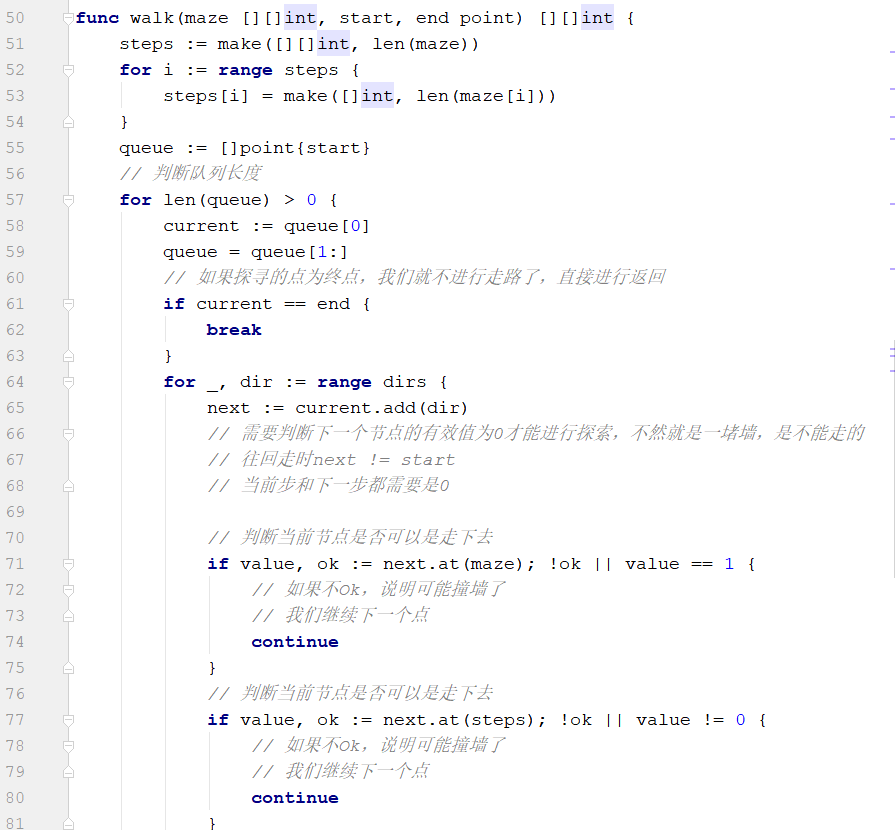 50 func walk(maze [][]int, start, end point) [][]int {
51 steps := make([][]int, len(maze))
52 for i := range steps {
53 steps[i] = make([]int, len(maze[i]))
54 }
55 queue := []point{start}
56 // 判断队列长度
57 for len(queue) > 0 {
58 current := queue[0]
59 queue = queue[1:]
60 // 如果探寻的点为终点，我们就不进行走路了，直接进行返回
61 if current == end {
62 break
63 }
64 for _, dir := range dirs {
65 next := current.add(dir)
66 // 需要判断下一个节点的有效值为0才能进行探索，不然就是一堵墙，是不能走的
67 // 往回走时next != start
68 // 当前步和下一步都需要是0
69
70 // 判断当前节点是否可以是走下去
71 if value, ok := next.at(maze); !ok || value == 1 {
72 // 如果不Ok，说明可能撞墙了
73 // 我们继续下一个点
74 continue
75 }
76 // 判断当前节点是否可以是走下去
77 if value, ok := next.at(steps); !ok || value != 0 {
78 // 如果不Ok，说明可能撞墙了
79 // 我们继续下一个点
80 continue
81 }